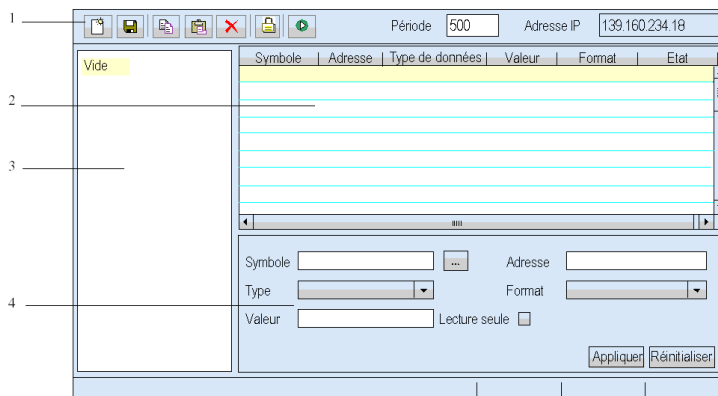 1
Période 500 Adresse IP 139.160.234.18
Vide
Symbole Adresse Type de données Valeur Format Etat
2
3
Symbole ... Adresse
Type Format
4
Valeur Lecture seule
Appliquer Réinitialiser